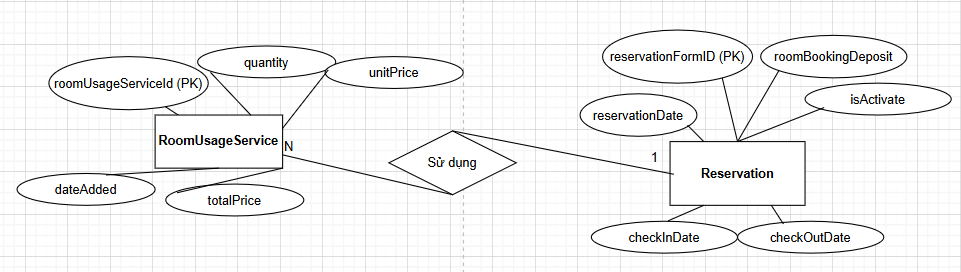 roomUsageServiceId (PK)
quantity
unitPrice
RoomUsageService
N
dateAdded
totalPrice
Sử dụng
reservationFormID (PK)
roomBookingDeposit
isActivate
reservationDate
1
Reservation
checkInDate
checkOutDate